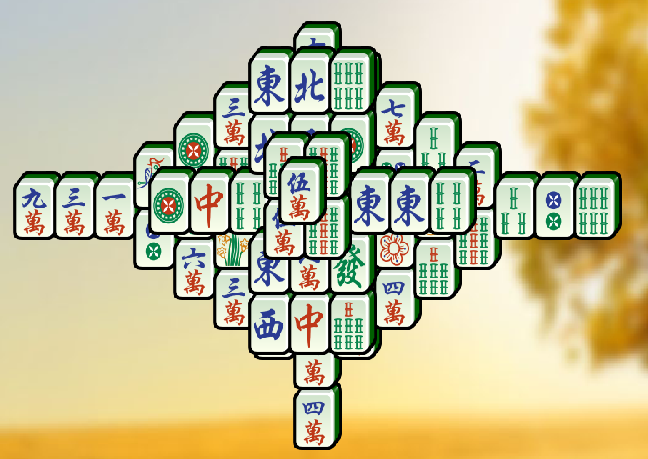 東 北
三萬 七萬
伍萬
九萬 三萬 一萬 中 東 東
萬
六萬 東 萬 發
三萬 四萬
西 中
萬
四萬